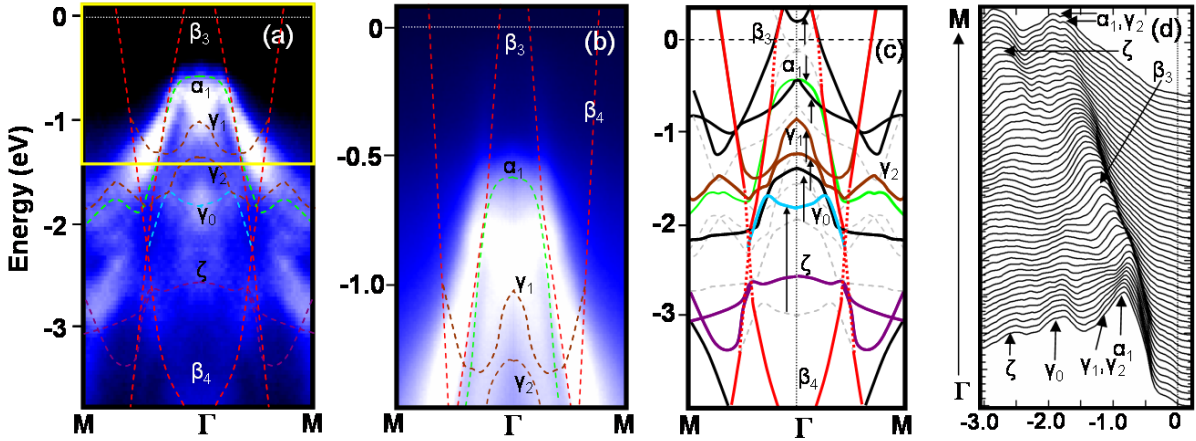 Energy (eV)
0
-1
-2
-3
(a)
β3
α1
γ1
γ2
γ0
ζ
β4
M
Γ
M
0
-0.5
-1.0
(b)
β3
β4
α1
γ1
γ2
M
Γ
M
0
-1
-2
-3
(c)
β3
α1
γ1
γ2
γ0
ζ
β4
M
Γ
M
M
Γ
(d)
α1,γ2
ζ
β3
α1
ζ
γ0
γ1,γ2
-3.0
-2.0
-1.0
0